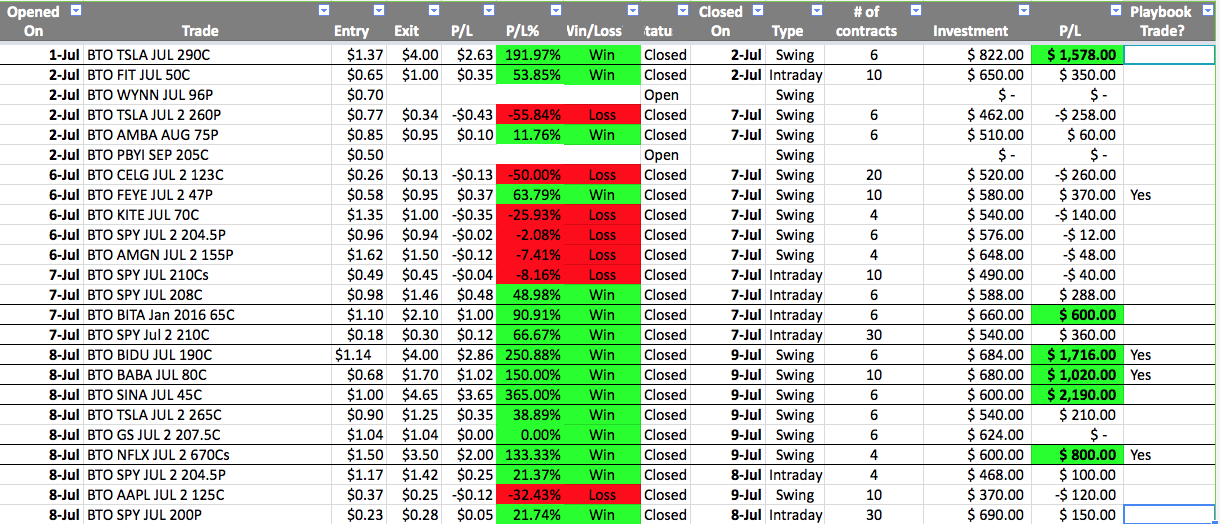 Opened On Trade Entry Exit P/L P/L% Vin/Loss tatu Closed On Type # of contracts Investment P/L Playbook Trade?
1-Jul BTO TSLA JUL 290C $1.37 $4.00 $2.63 191.97% Win Closed 2-Jul Swing 6 $ 822.00 $ 1,578.00
2-Jul BTO FIT JUL 50C $0.65 $1.00 $0.35 53.85% Win Closed 2-Jul Intraday 10 $ 650.00 $ 350.00
2-Jul BTO WYNN JUL 96P $0.70 Open Swing $ - $ -
2-Jul BTO TSLA JUL 2 260P $0.77 $0.34 -$0.43 -55.84% Loss Closed 7-Jul Swing 6 $ 462.00 -$ 258.00
2-Jul BTO AMBA AUG 75P $0.85 $0.95 $0.10 11.76% Win Closed 7-Jul Swing 6 $ 510.00 $ 60.00
2-Jul BTO PBYI SEP 205C $0.50 Open Swing $ - $ -
6-Jul BTO CELG JUL 2 123C $0.26 $0.13 -$0.13 -50.00% Loss Closed 7-Jul Swing 20 $ 520.00 -$ 260.00
6-Jul BTO FEYE JUL 2 47P $0.58 $0.95 $0.37 63.79% Win Closed 7-Jul Swing 10 $ 580.00 $ 370.00 Yes
6-Jul BTO KITE JUL 70C $1.35 $1.00 -$0.35 -25.93% Loss Closed 7-Jul Swing 4 $ 540.00 -$ 140.00
6-Jul BTO SPY JUL 2 204.5P $0.96 $0.94 -$0.02 -2.08% Loss Closed 7-Jul Swing 6 $ 576.00 -$ 12.00
6-Jul BTO AMGN JUL 2 155P $1.62 $1.50 -$0.12 -7.41% Loss Closed 7-Jul Swing 4 $ 648.00 -$ 48.00
7-Jul BTO SPY JUL 210Cs $0.49 $0.45 -$0.04 -8.16% Loss Closed 7-Jul Intraday 10 $ 490.00 -$ 40.00
7-Jul BTO SPY JUL 208C $0.98 $1.46 $0.48 48.98% Win Closed 7-Jul Intraday 6 $ 588.00 $ 288.00
7-Jul BTO BITA Jan 2016 65C $1.10 $2.10 $1.00 90.91% Win Closed 7-Jul Intraday 6 $ 660.00 $ 600.00
7-Jul BTO SPY Jul 2 210C $0.18 $0.30 $0.12 66.67% Win Closed 7-Jul Intraday 30 $ 540.00 $ 360.00
8-Jul BTO BIDU JUL 190C $1.14 $4.00 $2.86 250.88% Win Closed 9-Jul Swing 6 $ 684.00 $ 1,716.00 Yes
8-Jul BTO BABA JUL 80C $0.68 $1.70 $1.02 150.00% Win Closed 9-Jul Swing 10 $ 680.00 $ 1,020.00 Yes
8-Jul BTO SINA JUL 45C $1.00 $4.65 $3.65 365.00% Win Closed 9-Jul Swing 6 $ 600.00 $ 2,190.00
8-Jul BTO TSLA JUL 2 265C $0.90 $1.25 $0.35 38.89% Win Closed 9-Jul Swing 6 $ 540.00 $ 210.00
8-Jul BTO GS JUL 2 207.5C $1.04 $1.04 $0.00 0.00% Win Closed 9-Jul Swing 6 $ 624.00 $ -
8-Jul BTO NFLX JUL 2 670Cs $1.50 $3.50 $2.00 133.33% Win Closed 9-Jul Swing 4 $ 600.00 $ 800.00 Yes
8-Jul BTO SPY JUL 2 204.5P $1.17 $1.42 $0.25 21.37% Win Closed 8-Jul Intraday 4 $ 468.00 $ 100.00
8-Jul BTO AAPL JUL 2 125C $0.37 $0.25 -$0.12 -32.43% Loss Closed 9-Jul Swing 10 $ 370.00 -$ 120.00
8-Jul BTO SPY JUL 200P $0.23 $0.28 $0.05 21.74% Win Closed 8-Jul Intraday 30 $ 690.00 $ 150.00